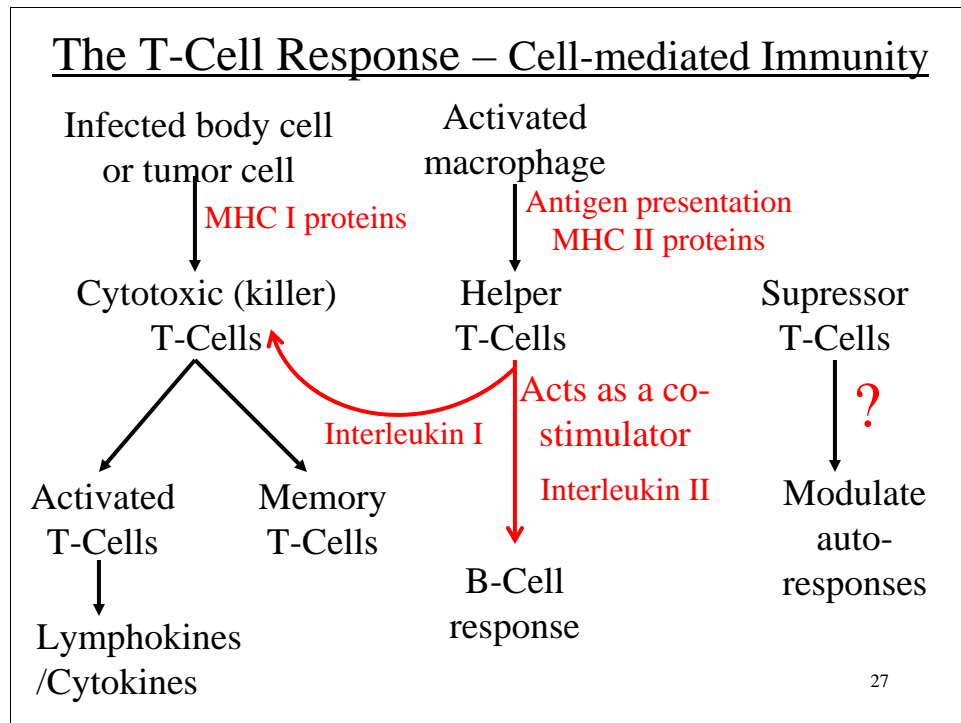 The T-Cell Response – Cell-mediated Immunity
Infected body cell
or tumor cell
MHC I proteins
Activated
macrophage
Antigen presentation
MHC II proteins
Cytotoxic (killer)
T-Cells
Helper
T-Cells
Supressor
T-Cells
Interleukin I
Acts as a co-
stimulator
Interleukin II
?
Activated
T-Cells
Memory
T-Cells
Modulate
auto-
responses
B-Cell
response
Lymphokines
/Cytokines
27